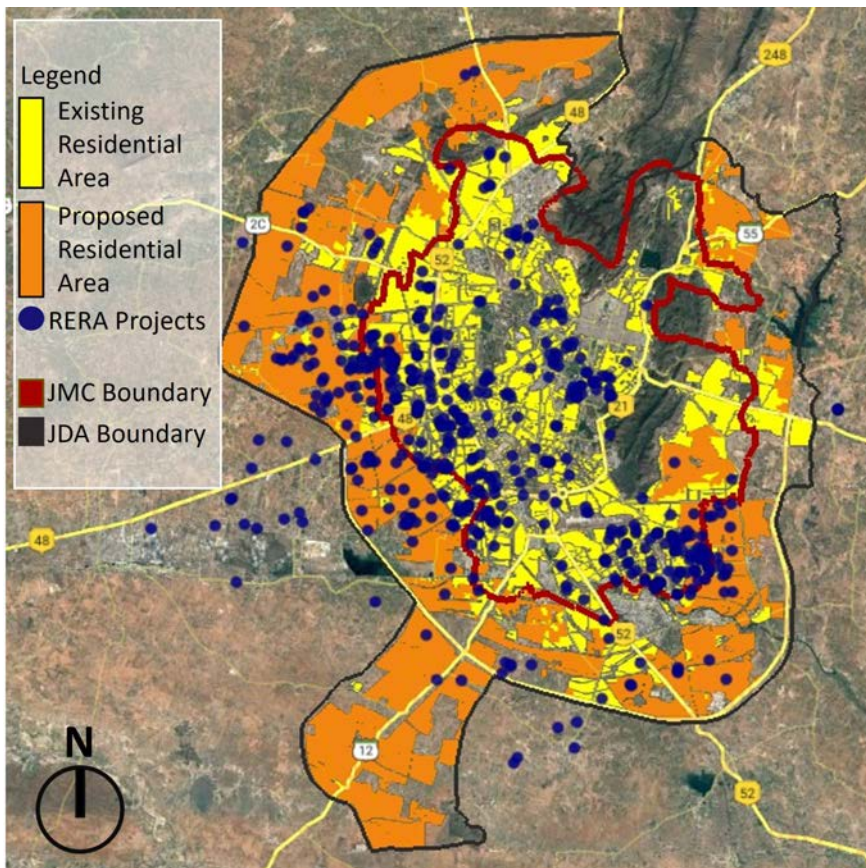 Legend
Existing
Residential
Area
Proposed
Residential
Area
RERA Projects
JMC Boundary
JDA Boundary
248
48
2C
55
52
48
21
48
52
12
52
N